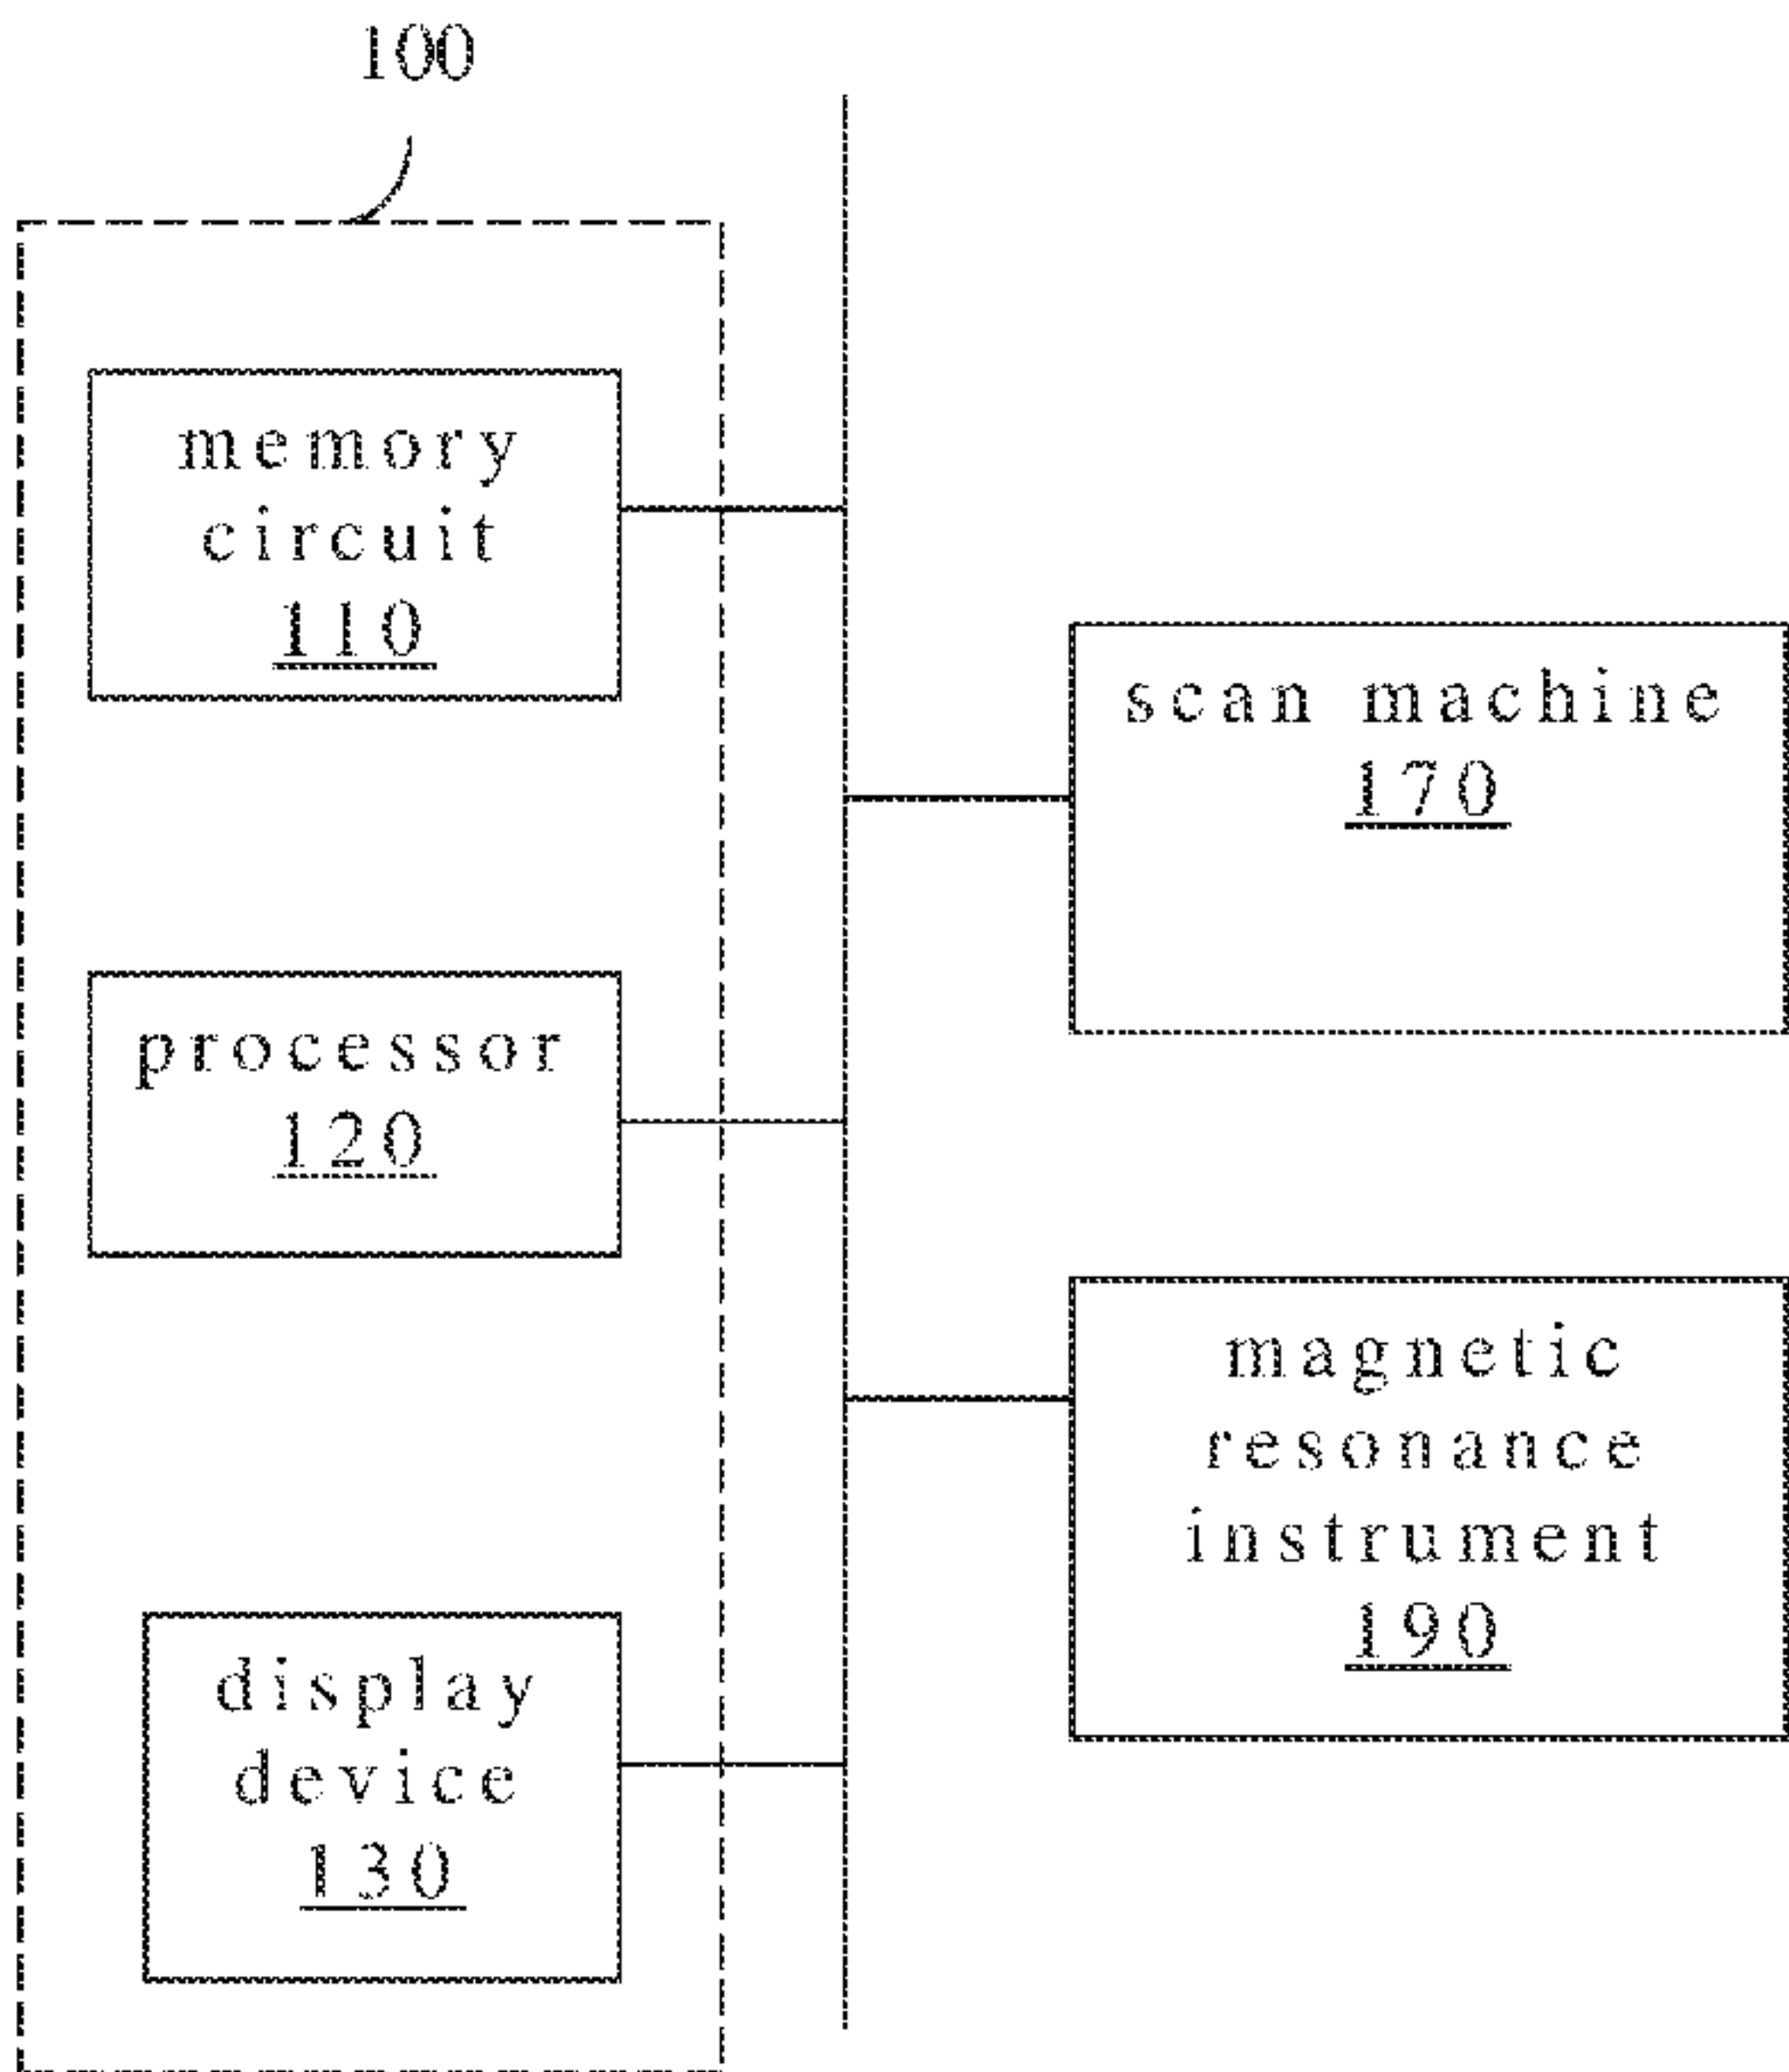 100
memory
circuit
110
processor
120
display
device
130
scan machine
170
magnetic
resonance
instrument
190